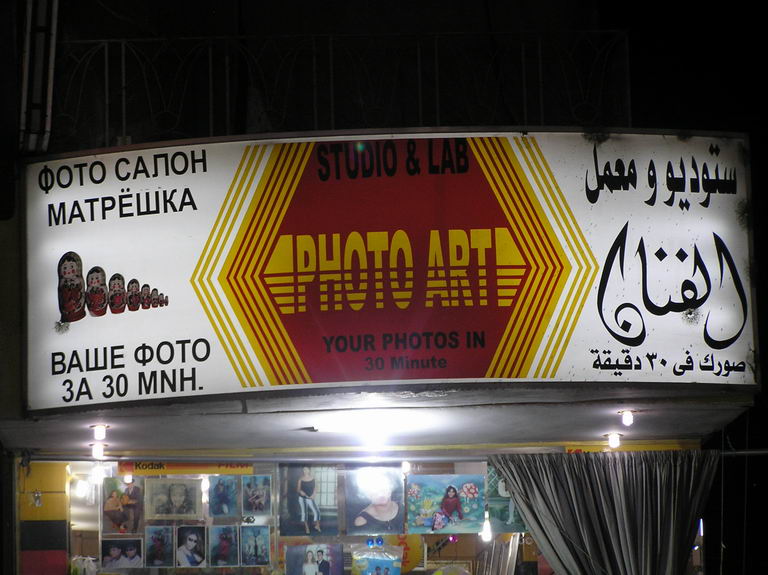 ФОТО САЛОН
МАТРЁШКА
ВАШЕ ФОТО
ЗА 30 MNH.
STUDIO & LAB
PHOTO ART
YOUR PHOTOS IN
30 Minute
ستوديو و معمل
الفنان
صورك فى ٣٠ دقيقة
Kodak